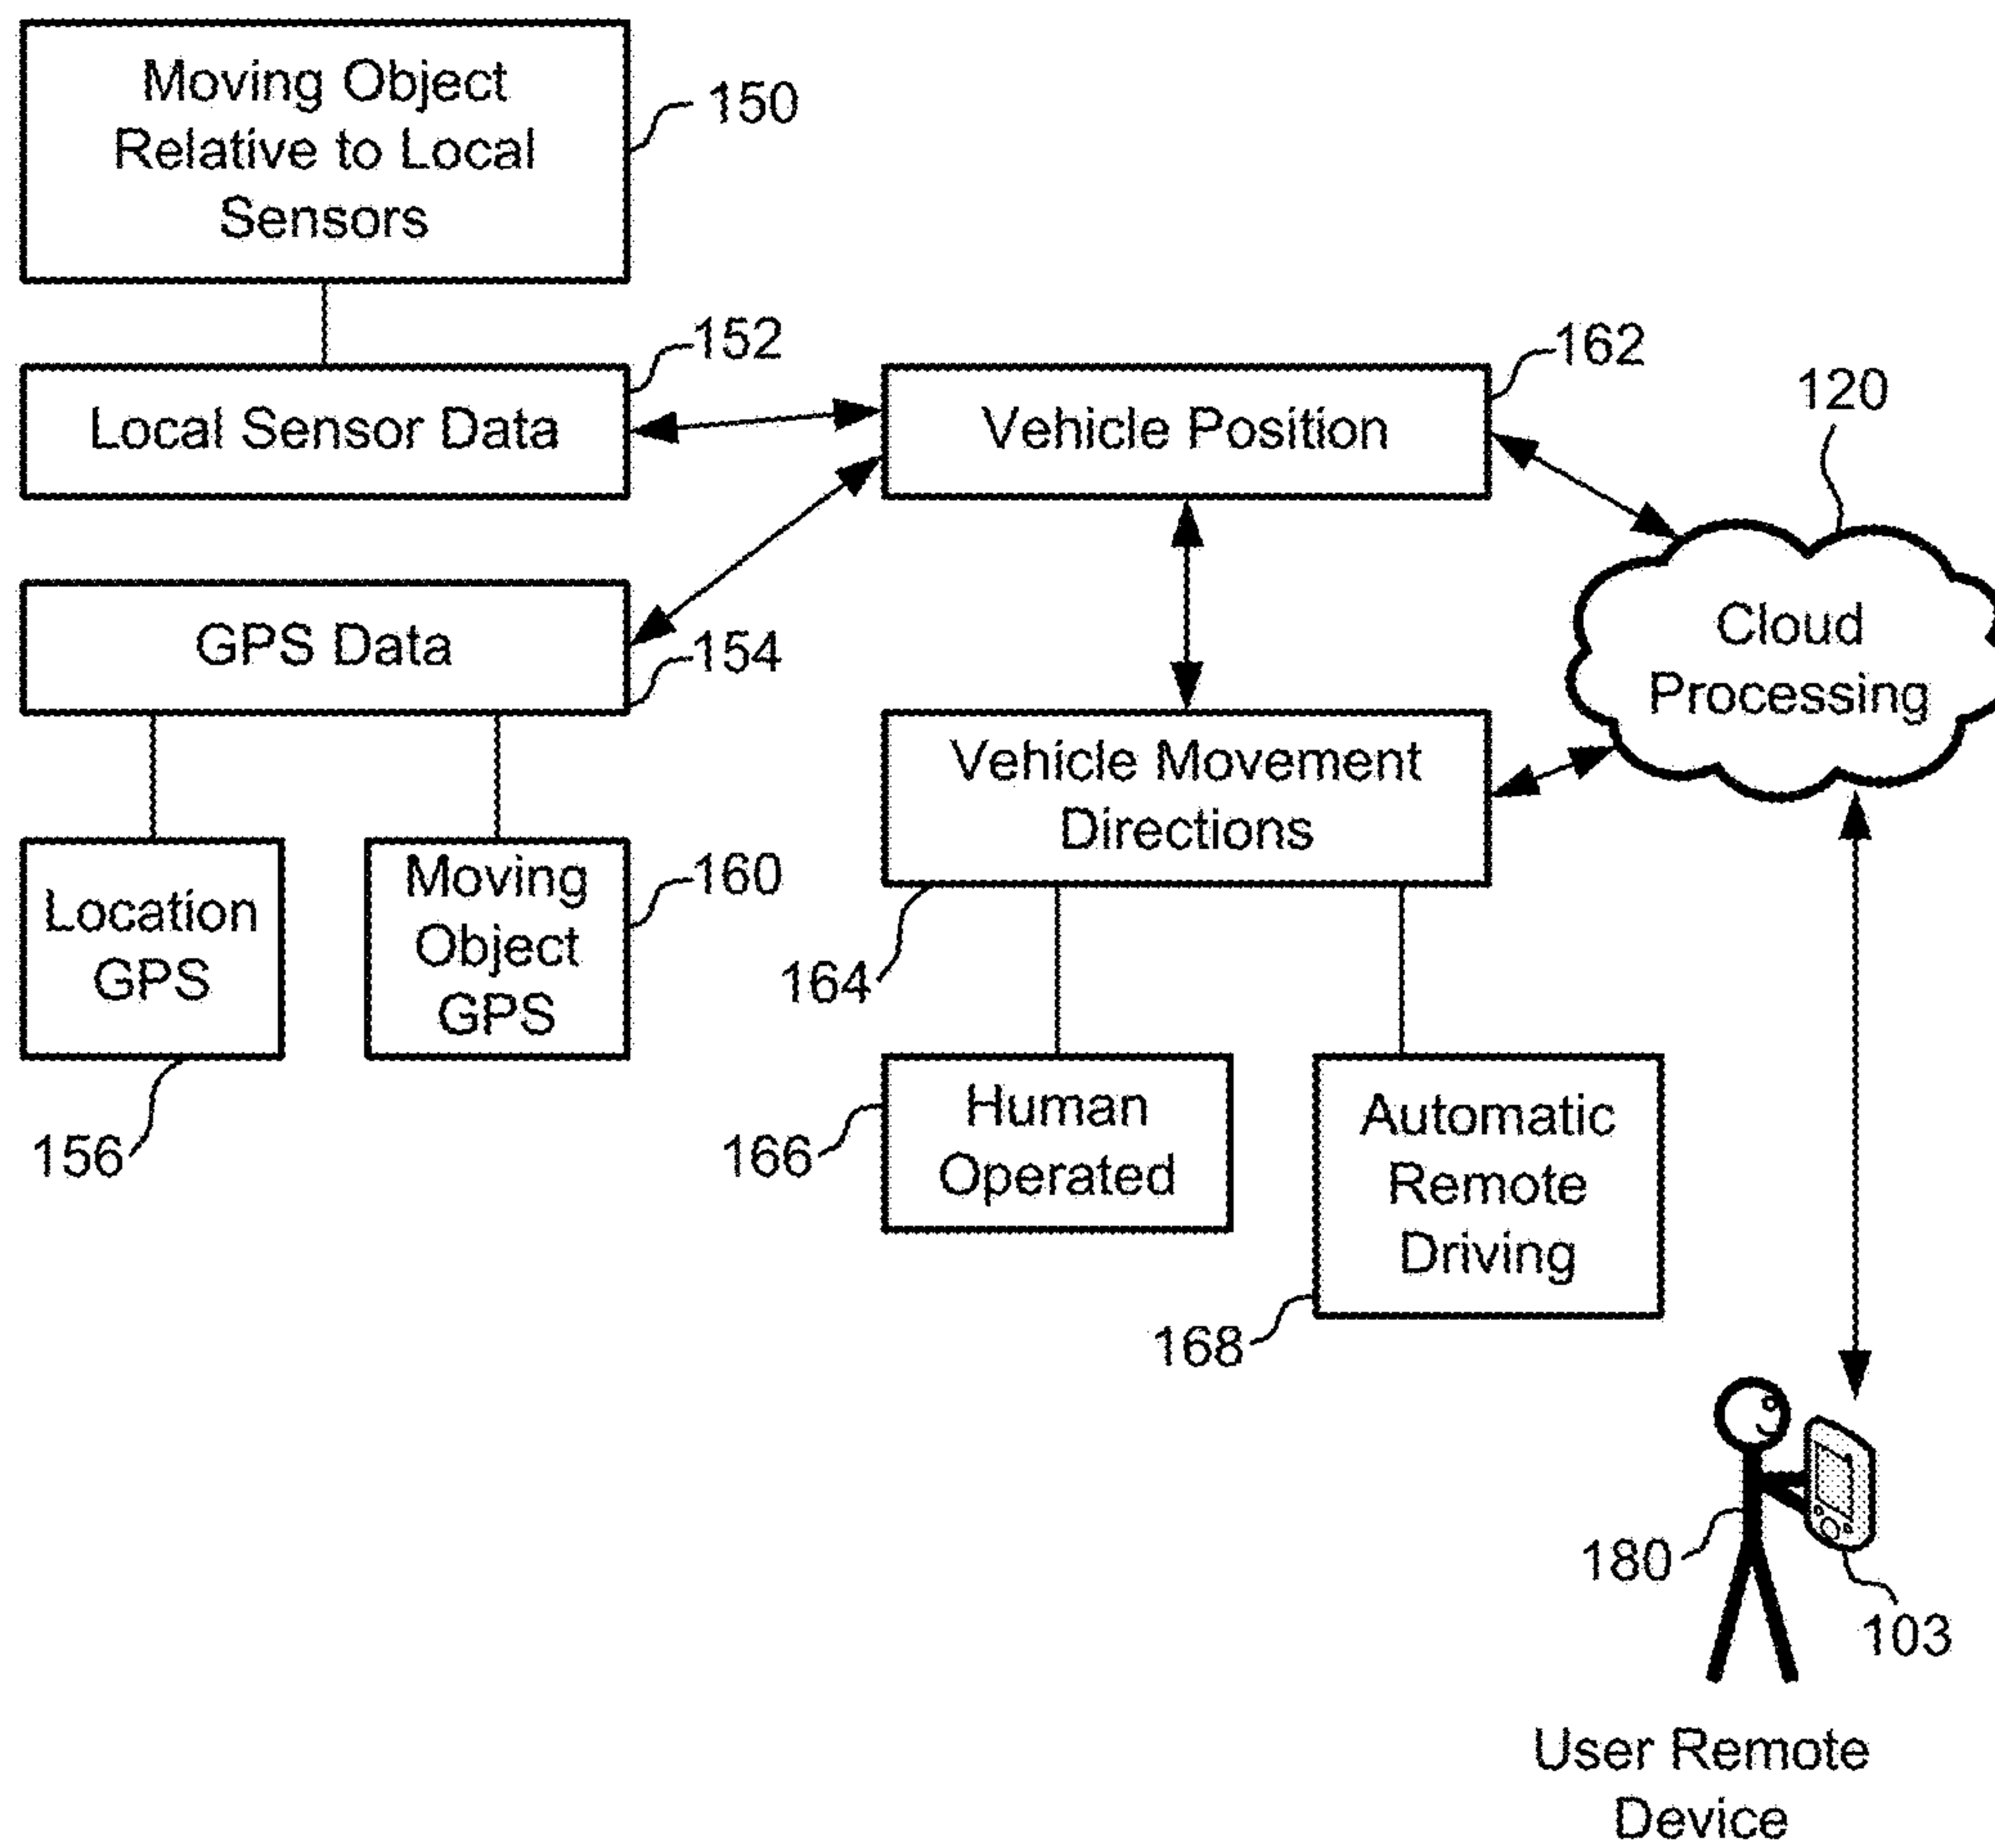 Moving Object
Relative to Local
Sensors
150
Local Sensor Data
152
Vehicle Position
162
120
Cloud
Processing
GPS Data
154
Vehicle Movement
Directions
164
Location
GPS
156
Moving
Object
GPS
160
Human
Operated
166
Automatic
Remote
Driving
168
180
103
User Remote
Device